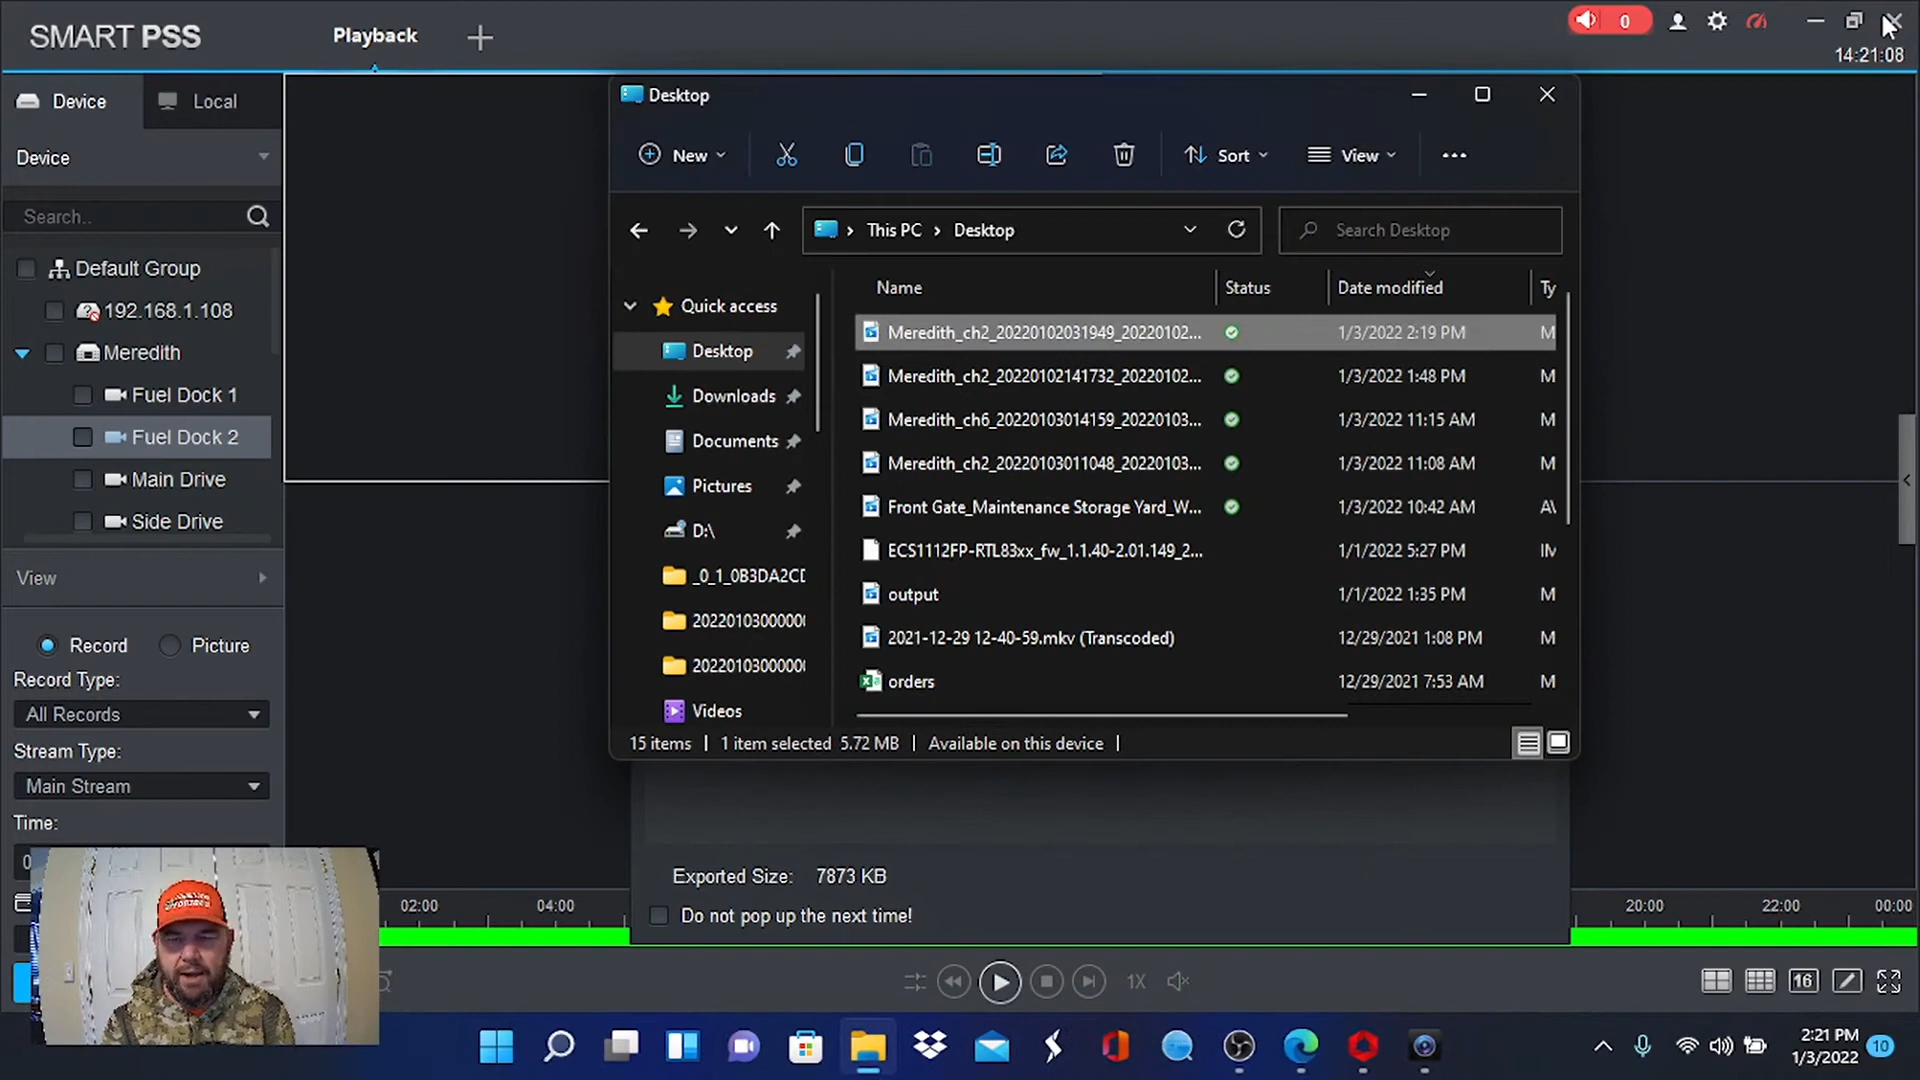 SMART PSS
Playback
0
14:21:08
Device
Local
Device
Search..
Default Group
192.168.1.108
Meredith
Fuel Dock 1
Fuel Dock 2
Main Drive
Side Drive
View
Record
Picture
Record Type:
All Records
Stream Type:
Main Stream
Time:
0
Desktop
New
Sort
View
This PC
Desktop
Search Desktop
Quick access
Desktop
Downloads
Documents
Pictures
D:\
_0_1_0B3DA2CD
20220103000000
20220103000000
Videos
Name
Status
Date modified
Ty
Meredith_ch2_20220102031949_20220102...
1/3/2022 2:19 PM
M
Meredith_ch2_20220102141732_20220102...
1/3/2022 1:48 PM
M
Meredith_ch6_20220103014159_20220103...
1/3/2022 11:15 AM
M
Meredith_ch2_20220103011048_20220103...
1/3/2022 11:08 AM
M
Front Gate_Maintenance Storage Yard_W...
1/3/2022 10:42 AM
AV
ECS1112FP-RTL83xx_fw_1.1.40-2.01.149_2...
1/1/2022 5:27 PM
IM
output
1/1/2022 1:35 PM
M
2021-12-29 12-40-59.mkv (Transcoded)
12/29/2021 1:08 PM
M
orders
12/29/2021 7:53 AM
M
15 items
1 item selected 5.72 MB
Available on this device
Exported Size: 7873 KB
Do not pop up the next time!
02:00
04:00
20:00
22:00
00:00
1X
16
2:21 PM
1/3/2022
10